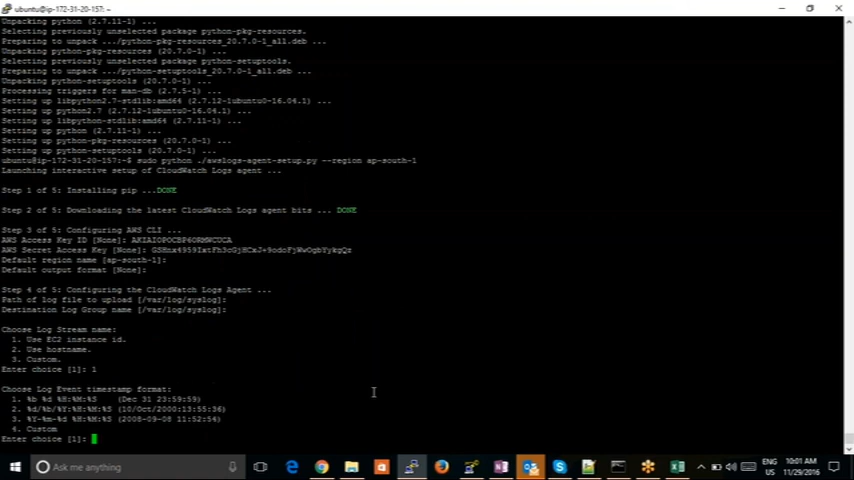 ubuntu@ip-172-31-20-157: ~
Unpacking python (2.7.11-1) ...
Selecting previously unselected package python-pkg-resources.
Preparing to unpack .../python-pkg-resources_20.7.0-1_all.deb ...
Unpacking python-pkg-resources (20.7.0-1) ...
Selecting previously unselected package python-setuptools.
Preparing to unpack .../python-setuptools_20.7.0-1_all.deb ...
Unpacking python-setuptools (20.7.0-1) ...
Processing triggers for man-db (2.7.5-1) ...
Setting up libpython2.7-stdlib:amd64 (2.7.12-1ubuntu0~16.04.1) ...
Setting up python2.7 (2.7.12-1ubuntu0~16.04.1) ...
Setting up libpython-stdlib:amd64 (2.7.11-1) ...
Setting up python (2.7.11-1) ...
Setting up python-pkg-resources (20.7.0-1) ...
Setting up python-setuptools (20.7.0-1) ...
ubuntu@ip-172-31-20-157:~$ sudo python ./awslogs-agent-setup.py --region ap-south-1
Launching interactive setup of CloudWatch Logs agent ...
Step 1 of 5: Installing pip ...DONE
Step 2 of 5: Downloading the latest CloudWatch Logs agent bits ... DONE
Step 3 of 5: Configuring AWS CLI ...
AWS Access Key ID [None]:
AWS Secret Access Key [None]:
Default region name [ap-south-1]:
Default output format [None]:
Step 4 of 5: Configuring the CloudWatch Logs Agent ...
Path of log file to upload [/var/log/syslog]:
Destination Log Group name [/var/log/syslog]:
Choose Log Stream name:
1. Use EC2 instance id.
2. Use hostname.
3. Custom.
Enter choice [1]: 1
Choose Log Event timestamp format:
1. %b %d %H:%M:%S (Dec 31 23:59:59)
2. %d/%b/%Y:%H:%M:%S (10/Oct/2000:13:55:36)
3. %Y-%m-%d %H:%M:%S (2008-09-08 11:52:54)
4. Custom
Enter choice [1]:
Ask me anything
ENG
US
10:01 AM
11/29/2016